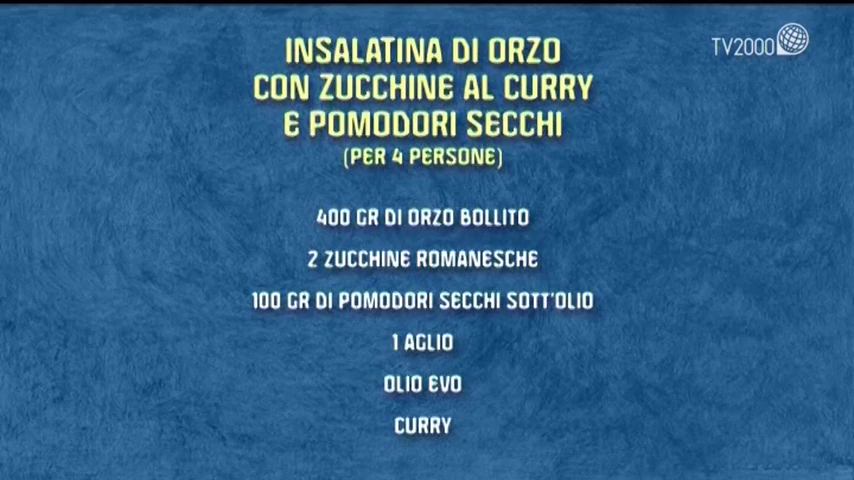 TV2000
INSALATINA DI ORZO
CON ZUCCHINE AL CURRY
E POMODORI SECCHI
(PER 4 PERSONE)
400 GR DI ORZO BOLLITO
2 ZUCCHINE ROMANESCHE
100 GR DI POMODORI SECCHI SOTT'OLIO
1 AGLIO
OLIO EVO
CURRY